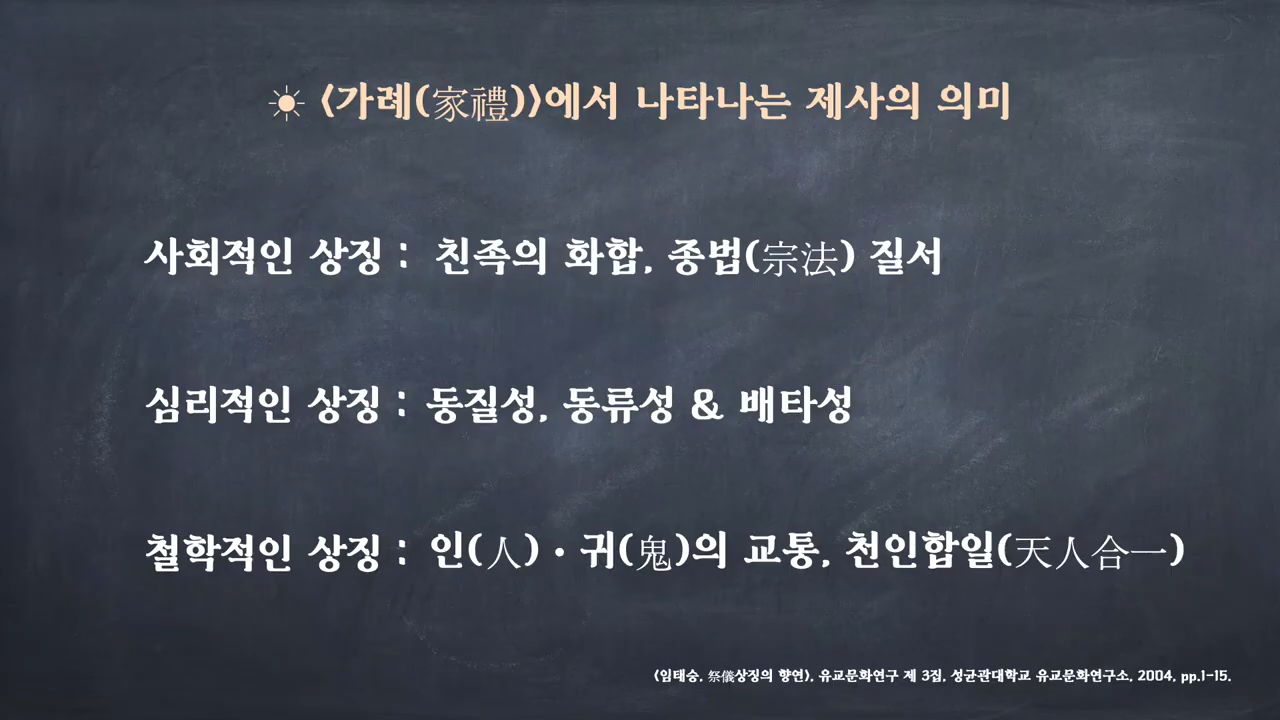 ☀ <가례(家禮)>에서 나타나는 제사의 의미
사회적인 상징 : 친족의 화합, 종법(宗法) 질서
심리적인 상징 : 동질성, 동류성 & 배타성
철학적인 상징 : 인(人)·귀(鬼)의 교통, 천인합일(天人合一)
<임태승, 祭儀상징의 향연>, 유교문화연구 제 3집, 성균관대학교 유교문화연구소, 2004, pp.1-15.